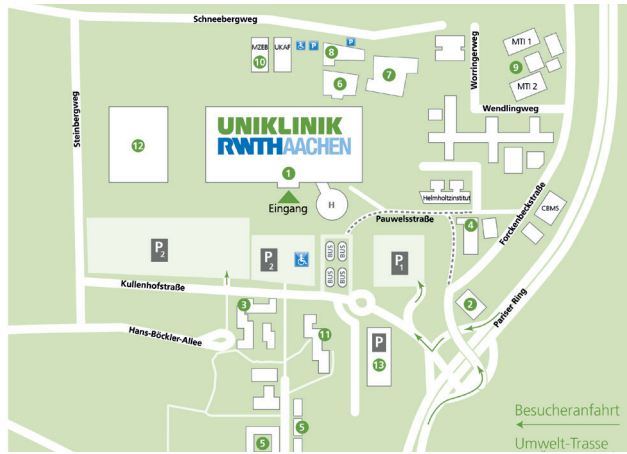 Schneebergweg
MZEB
UKAF
P
P
10
8
6
7
Worringerweg
MTI 1
9
MTI 2
Wendlingweg
Steinbergweg
12
UNIKLINIK
RWTHAACHEN
1
Eingang
H
Helmholtzinstitut
Pauwelsstraße
4
Forckenbeckstraße
CBMS
P2
P2
BUS
BUS
BUS
BUS
P1
Kullenhofstraße
3
2
Pariser Ring
Hans-Böckler-Allee
11
P
13
5
5
Besucheranfahrt
Umwelt-Trasse